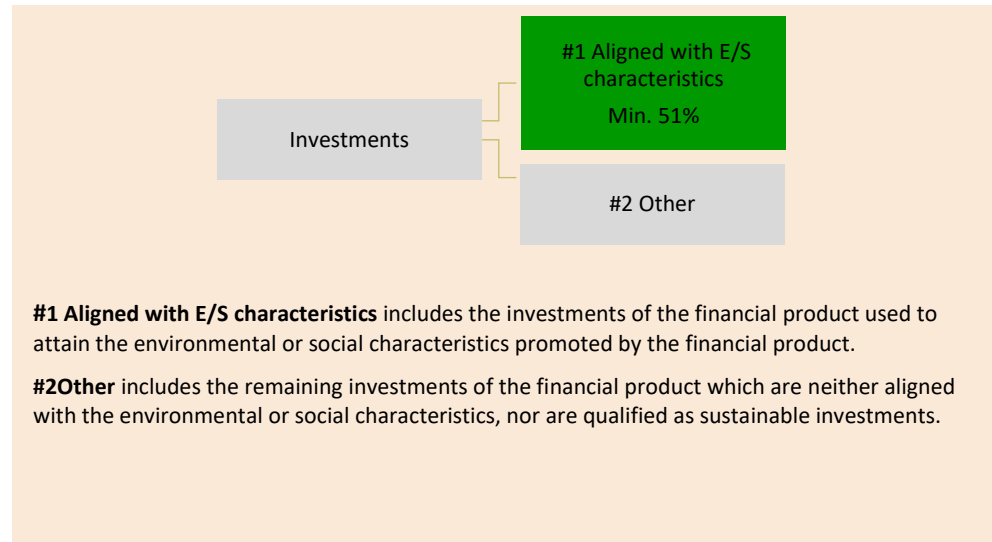 #1 Aligned with E/S
characteristics
Min. 51%
Investments
#2 Other
#1 Aligned with E/S characteristics includes the investments of the financial product used to
attain the environmental or social characteristics promoted by the financial product.
#2Other includes the remaining investments of the financial product which are neither aligned
with the environmental or social characteristics, nor are qualified as sustainable investments.